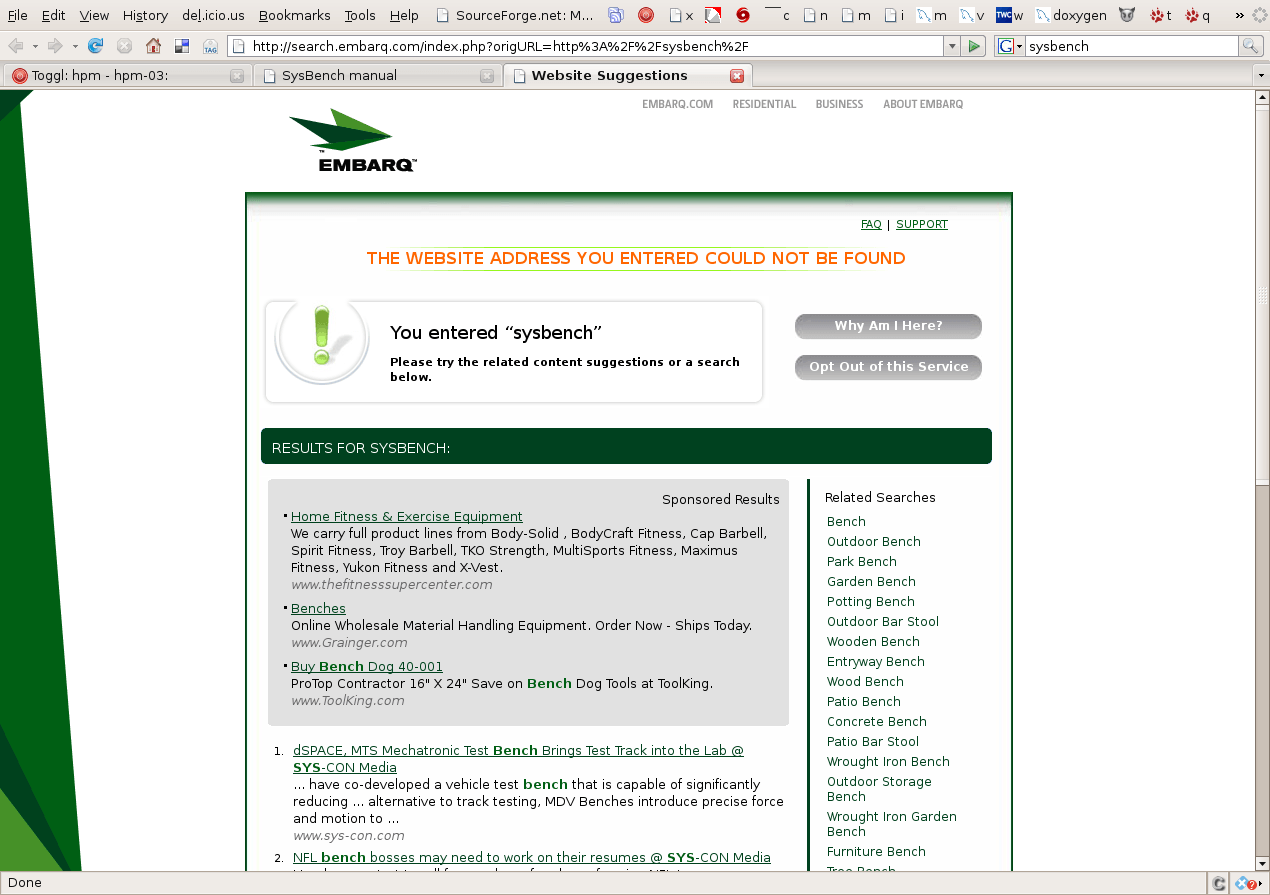 File Edit View History del.icio.us Bookmarks Tools Help SourceForge.net: M... x c n m i m v w doxygen t q »
TAG http://search.embarq.com/index.php?origURL=http%3A%2F%2Fsysbench%2F G sysbench
Toggl: hpm - hpm-03: SysBench manual Website Suggestions
EMBARQ.COM RESIDENTIAL BUSINESS ABOUT EMBARQ
EMBARQ™
FAQ | SUPPORT
THE WEBSITE ADDRESS YOU ENTERED COULD NOT BE FOUND
You entered “sysbench”
Please try the related content suggestions or a search
below.
Why Am I Here?
Opt Out of this Service
RESULTS FOR SYSBENCH:
Sponsored Results
Home Fitness & Exercise Equipment
We carry full product lines from Body-Solid , BodyCraft Fitness, Cap Barbell,
Spirit Fitness, Troy Barbell, TKO Strength, MultiSports Fitness, Maximus
Fitness, Yukon Fitness and X-Vest.
www.thefitnesssupercenter.com
Benches
Online Wholesale Material Handling Equipment. Order Now - Ships Today.
www.Grainger.com
Buy Bench Dog 40-001
ProTop Contractor 16" X 24" Save on Bench Dog Tools at ToolKing.
www.ToolKing.com
1. dSPACE, MTS Mechatronic Test Bench Brings Test Track into the Lab @
SYS-CON Media
... have co-developed a vehicle test bench that is capable of significantly
reducing ... alternative to track testing, MDV Benches introduce precise force
and motion to ...
www.sys-con.com
2. NFL bench bosses may need to work on their resumes @ SYS-CON Media
Related Searches
Bench
Outdoor Bench
Park Bench
Garden Bench
Potting Bench
Outdoor Bar Stool
Wooden Bench
Entryway Bench
Wood Bench
Patio Bench
Concrete Bench
Patio Bar Stool
Wrought Iron Bench
Outdoor Storage
Bench
Wrought Iron Garden
Bench
Furniture Bench
Done